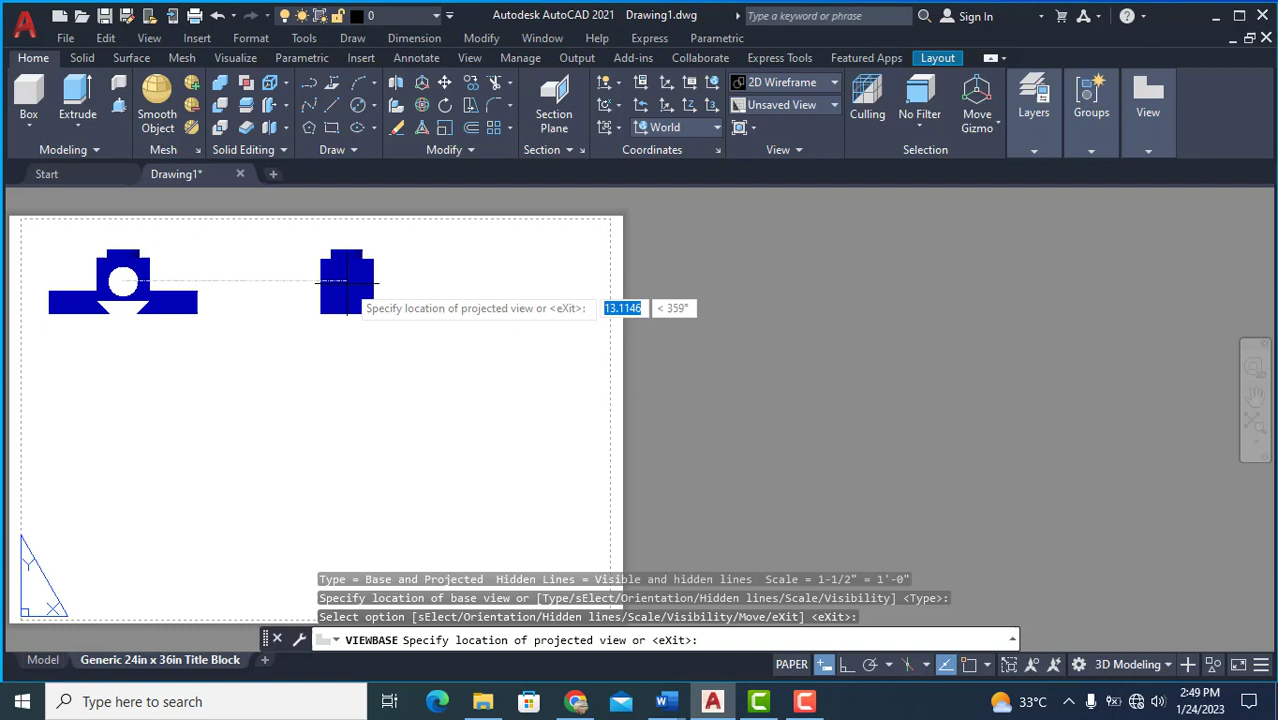 0
Autodesk AutoCAD 2021 Drawing1.dwg
Type a keyword or phrase
Sign In
File Edit View Insert Format Tools Draw Dimension Modify Window Help Express Parametric
Home Solid Surface Mesh Visualize Parametric Insert Annotate View Manage Output Add-ins Collaborate Express Tools Featured Apps Layout
Box
Extrude
Smooth Object
Section Plane
World
2D Wireframe
Unsaved View
Culling
No Filter
Move Gizmo
Layers
Groups
View
Modeling
Mesh
Solid Editing
Draw
Modify
Section
Coordinates
View
Selection
Start
Drawing1*
Specify location of projected view or <eXit>:
13.1146
< 359°
Y
X
Type = Base and Projected Hidden Lines = Visible and hidden lines Scale = 1-1/2" = 1'-0"
Specify location of base view or [Type/sElect/Orientation/Hidden lines/Scale/Visibility] <Type>:
Select option [sElect/Orientation/Hidden lines/Scale/Visibility/Move/eXit] <eXit>:
VIEWBASE Specify location of projected view or <eXit>:
Model
Generic 24in x 36in Title Block
PAPER
3D Modeling
Type here to search
33°C
2:49 PM
1/24/2023